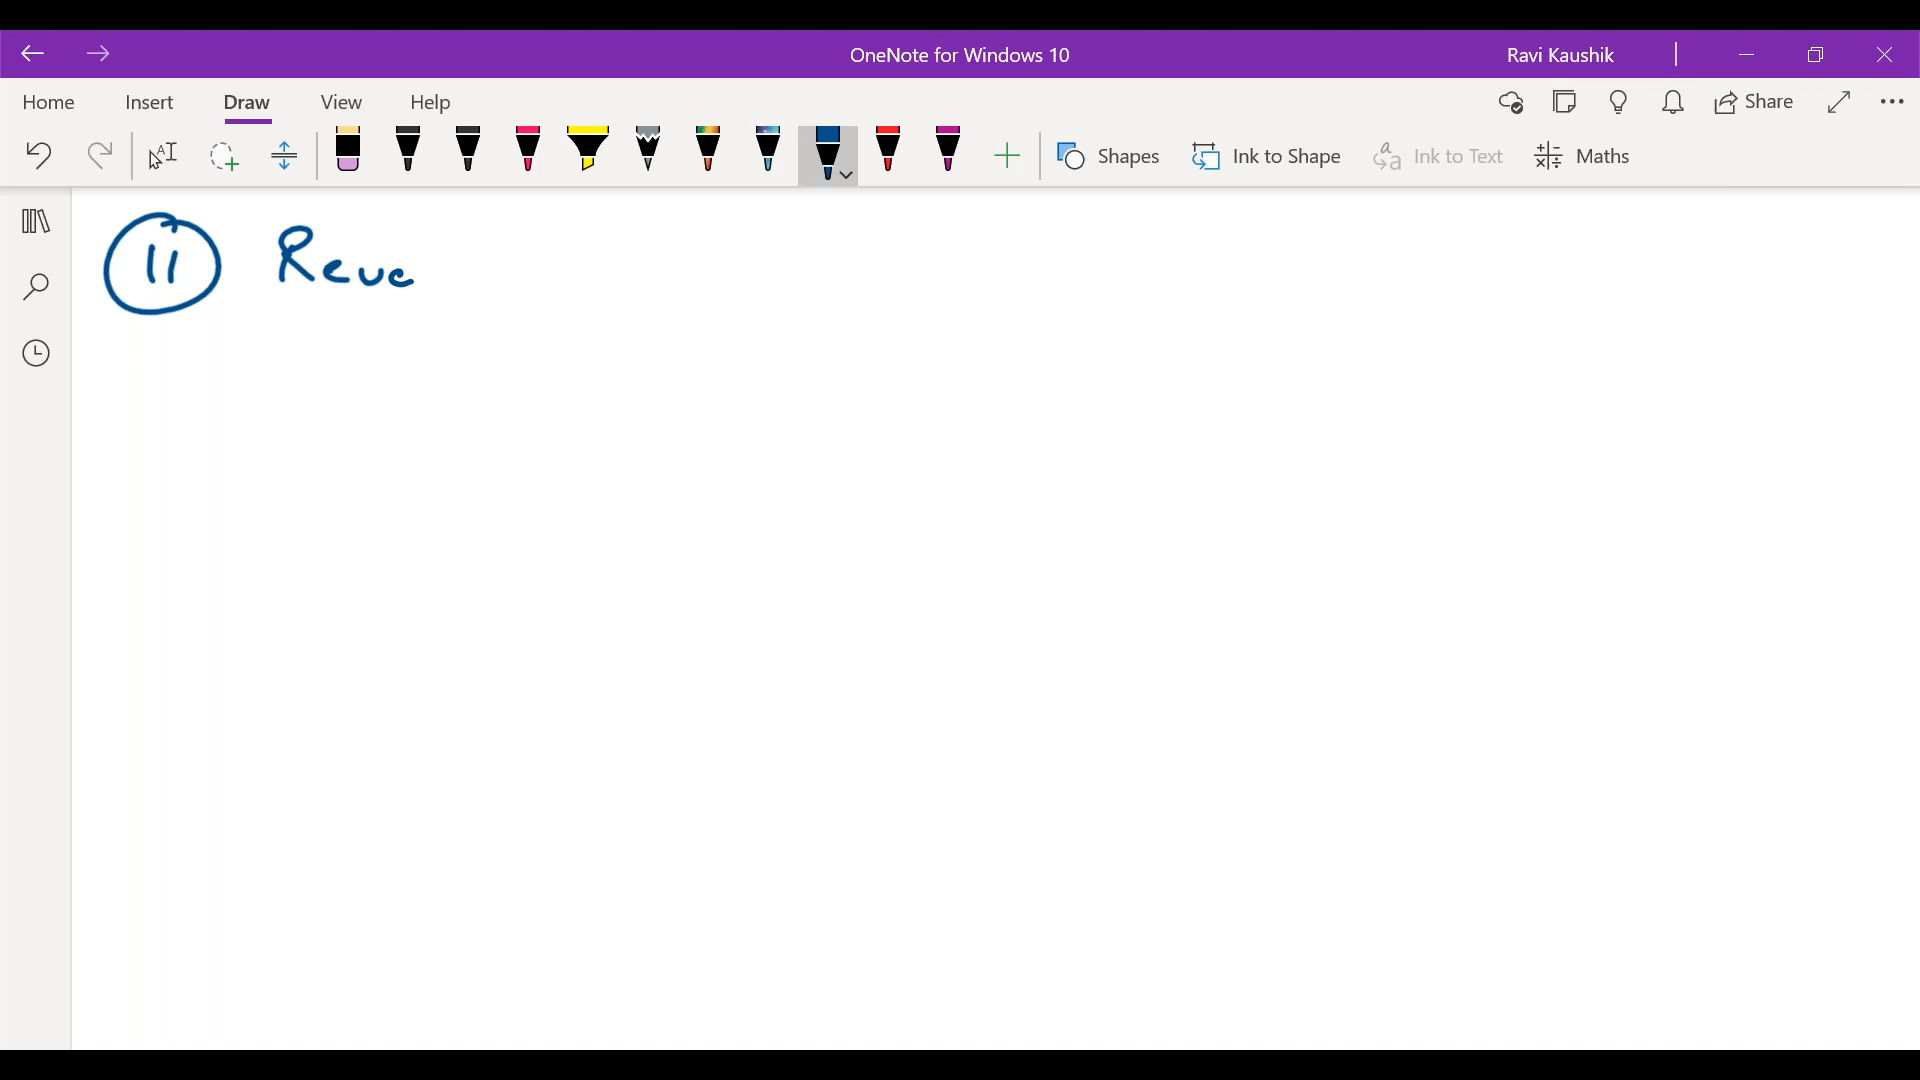 OneNote for Windows 10
Ravi Kaushik
Home Insert Draw View Help
Share
Shapes Ink to Shape Ink to Text Maths
11 Reve